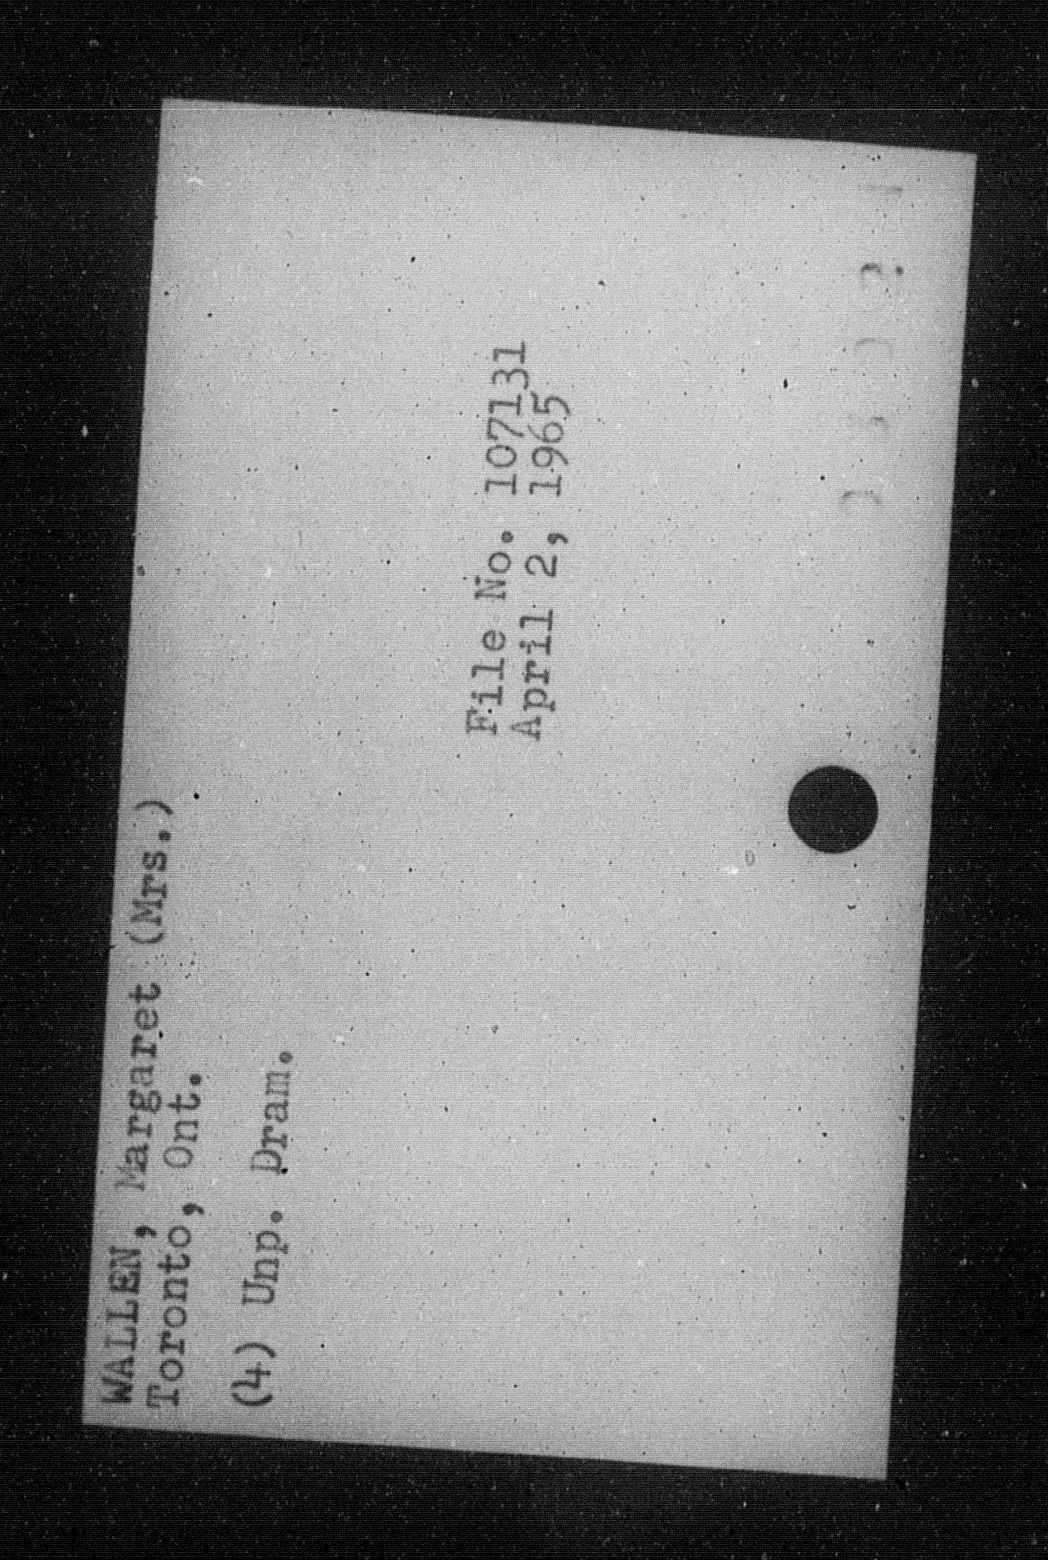 WALLEN, Margaret (Mrs.)
Toronto, Ont.
(4) Unp. Dram.
File No. 107131
April 2, 1965